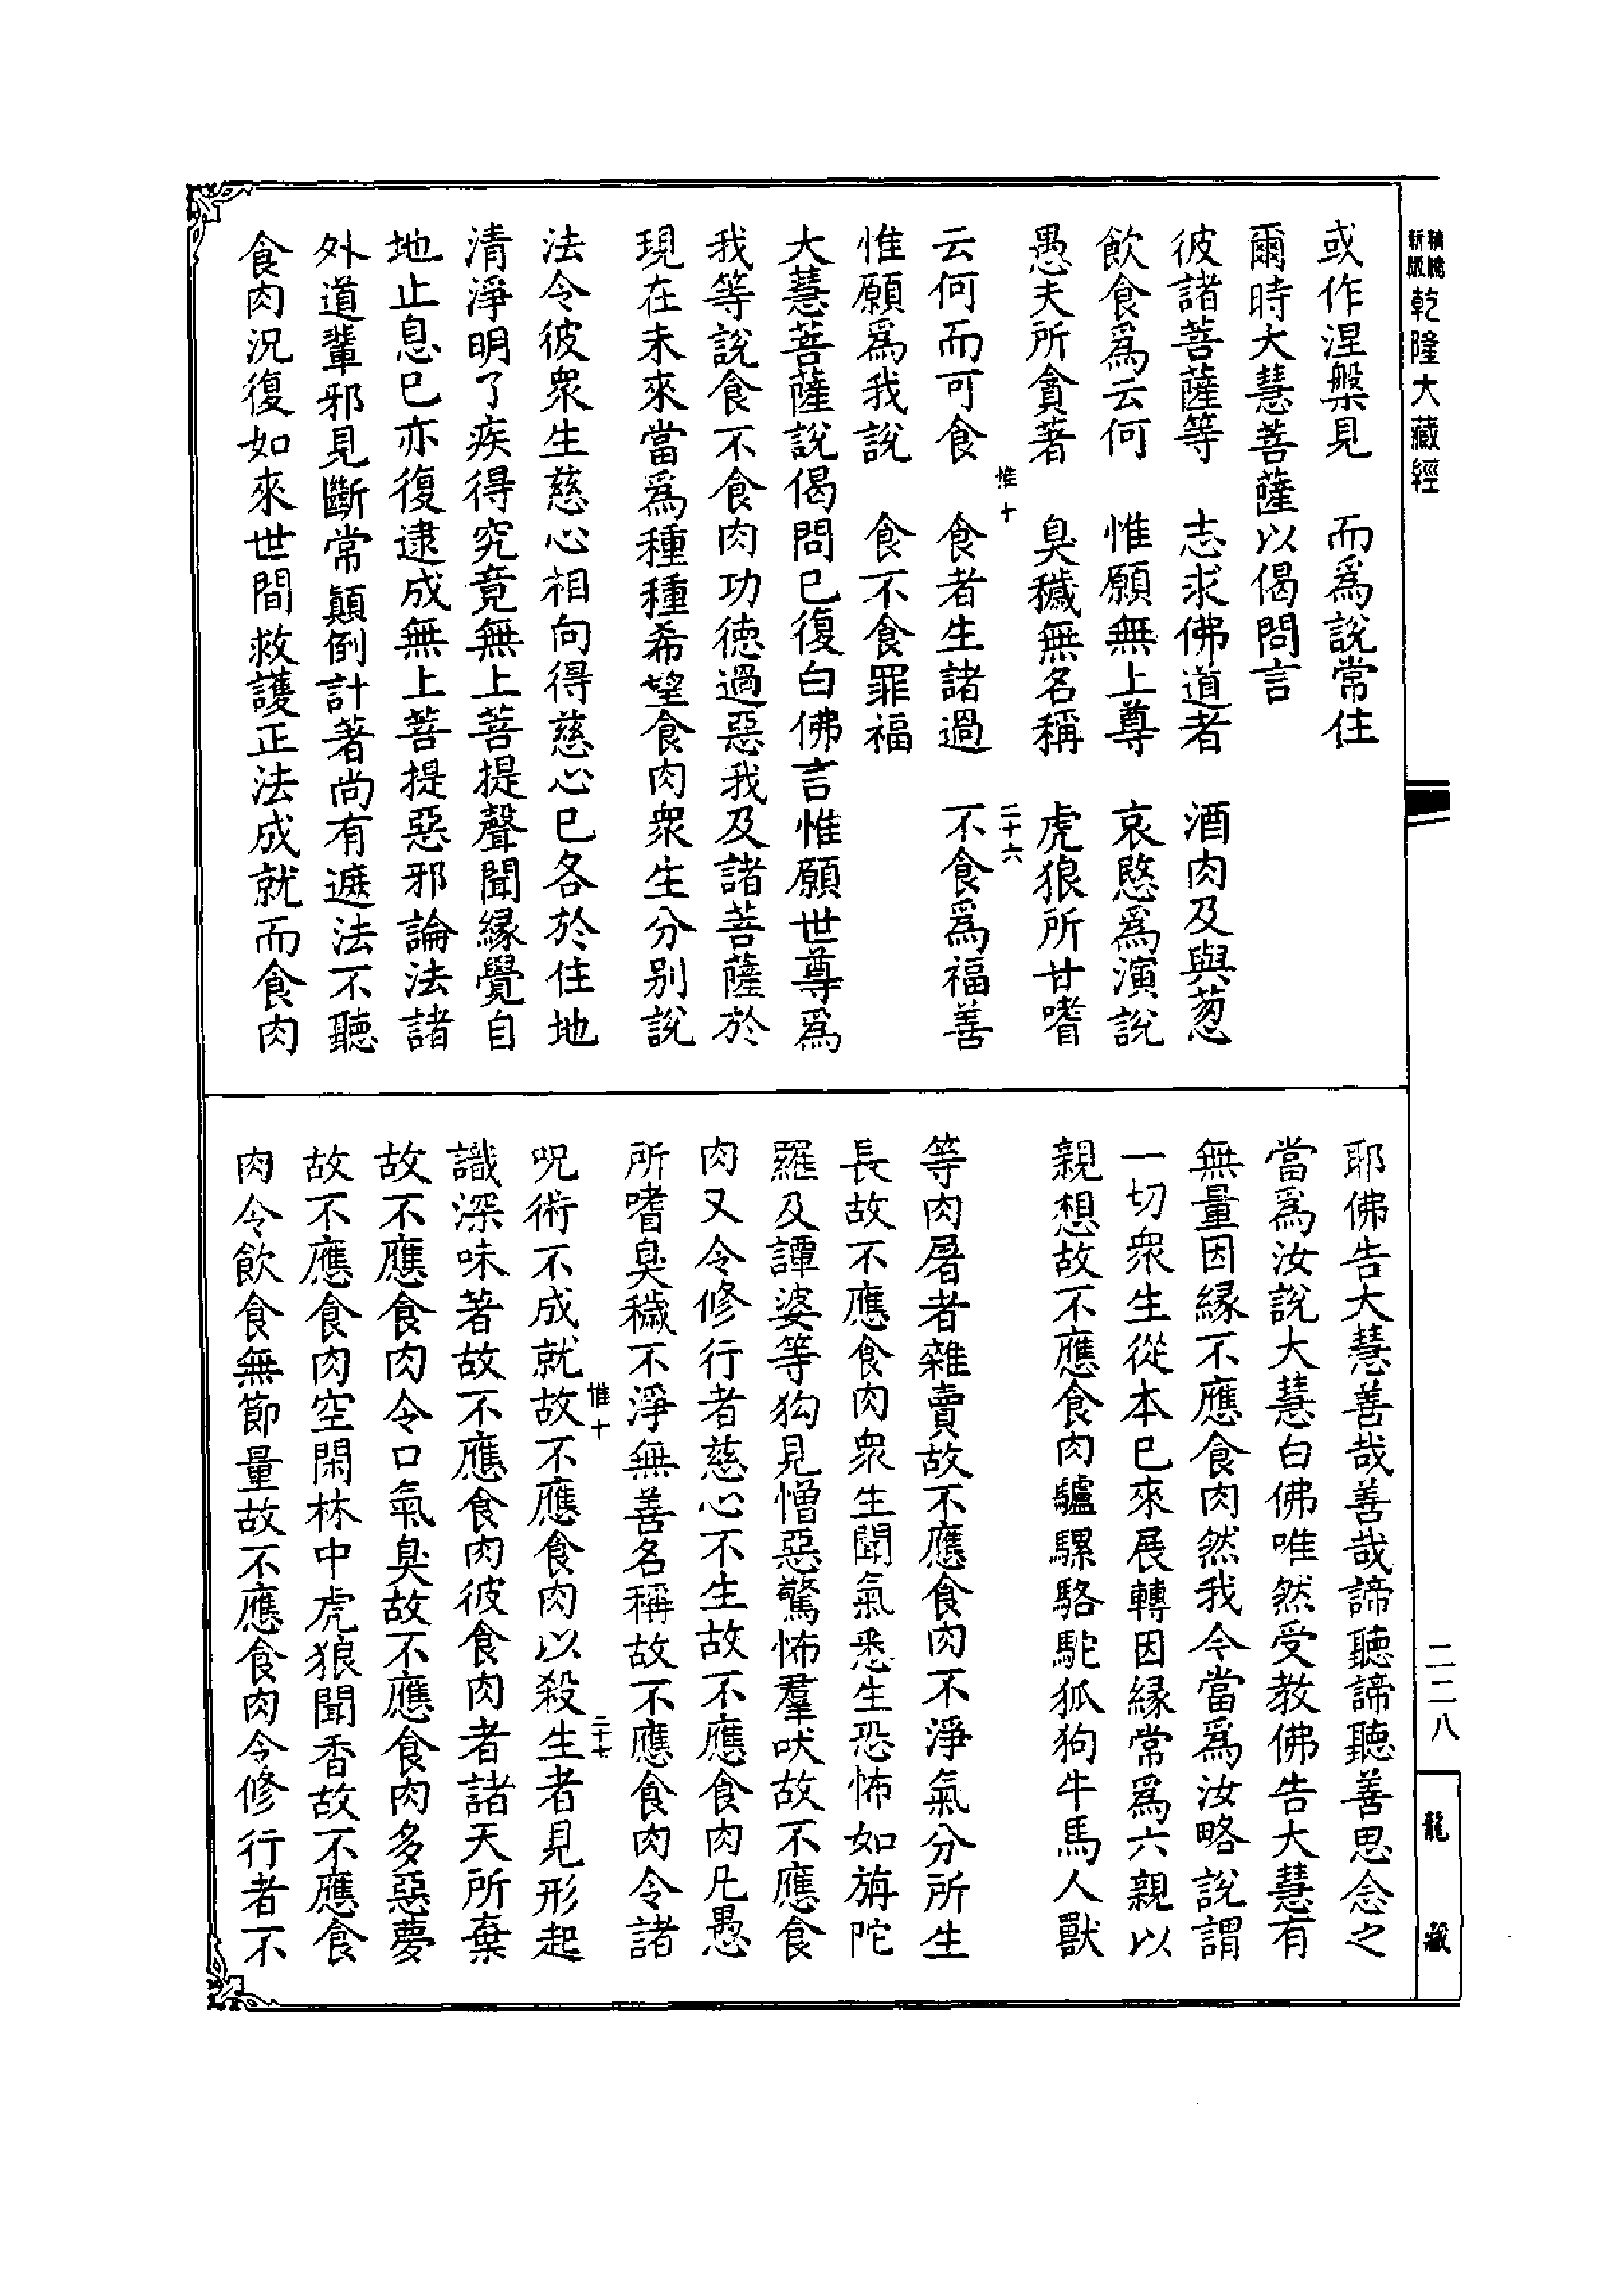 新版
乾隆大藏經
或作涅槃見　而爲說常住
爾時大慧菩薩以偈問言
彼諸菩薩等　志求佛道者　酒肉及與葱
飲食爲云何　惟願無上尊　哀愍爲演說
愚夫所貪著　臭穢無名稱　虎狼所甘嗜
惟十　二十六
云何而可食　食者生諸過　不食爲福善
惟願爲我說　食不食罪福
大慧菩薩說偈問已復白佛言惟願世尊爲
我等說食不食肉功德過惡我及諸菩薩於
現在未來當爲種種希望食肉衆生分别說
法令彼衆生慈心相向得慈心已各於住地
清淨明了疾得究竟無上菩提聲聞緣覺自
地止息已亦復逮成無上菩提惡邪論法諸
外道輩邪見斷常顛倒計著尚有遮法不聽
食肉況復如來世間救護正法成就而食肉
耶佛告大慧善哉善哉諦聽諦聽善思念之
當爲汝說大慧白佛唯然受教佛告大慧有
無量因緣不應食肉然我今當爲汝略說謂
一切衆生從本已來展轉因緣常爲六親以
親想故不應食肉驢騾駱駝狐狗牛馬人獸
等肉屠者雜賣故不應食肉不淨氣分所生
長故不應食肉衆生聞氣悉生恐怖如旃陀
羅及譚婆等狗見憎惡驚怖羣吠故不應食
肉又令修行者慈心不生故不應食肉凡愚
所嗜臭穢不淨無善名稱故不應食肉令諸
惟十　二十七
呪術不成就故不應食肉以殺生者見形起
識深味著故不應食肉彼食肉者諸天所棄
故不應食肉令口氣臭故不應食肉多惡夢
故不應食肉空閑林中虎狼聞香故不應食
肉令飲食無節量故不應食肉令修行者不
二二八
龍藏